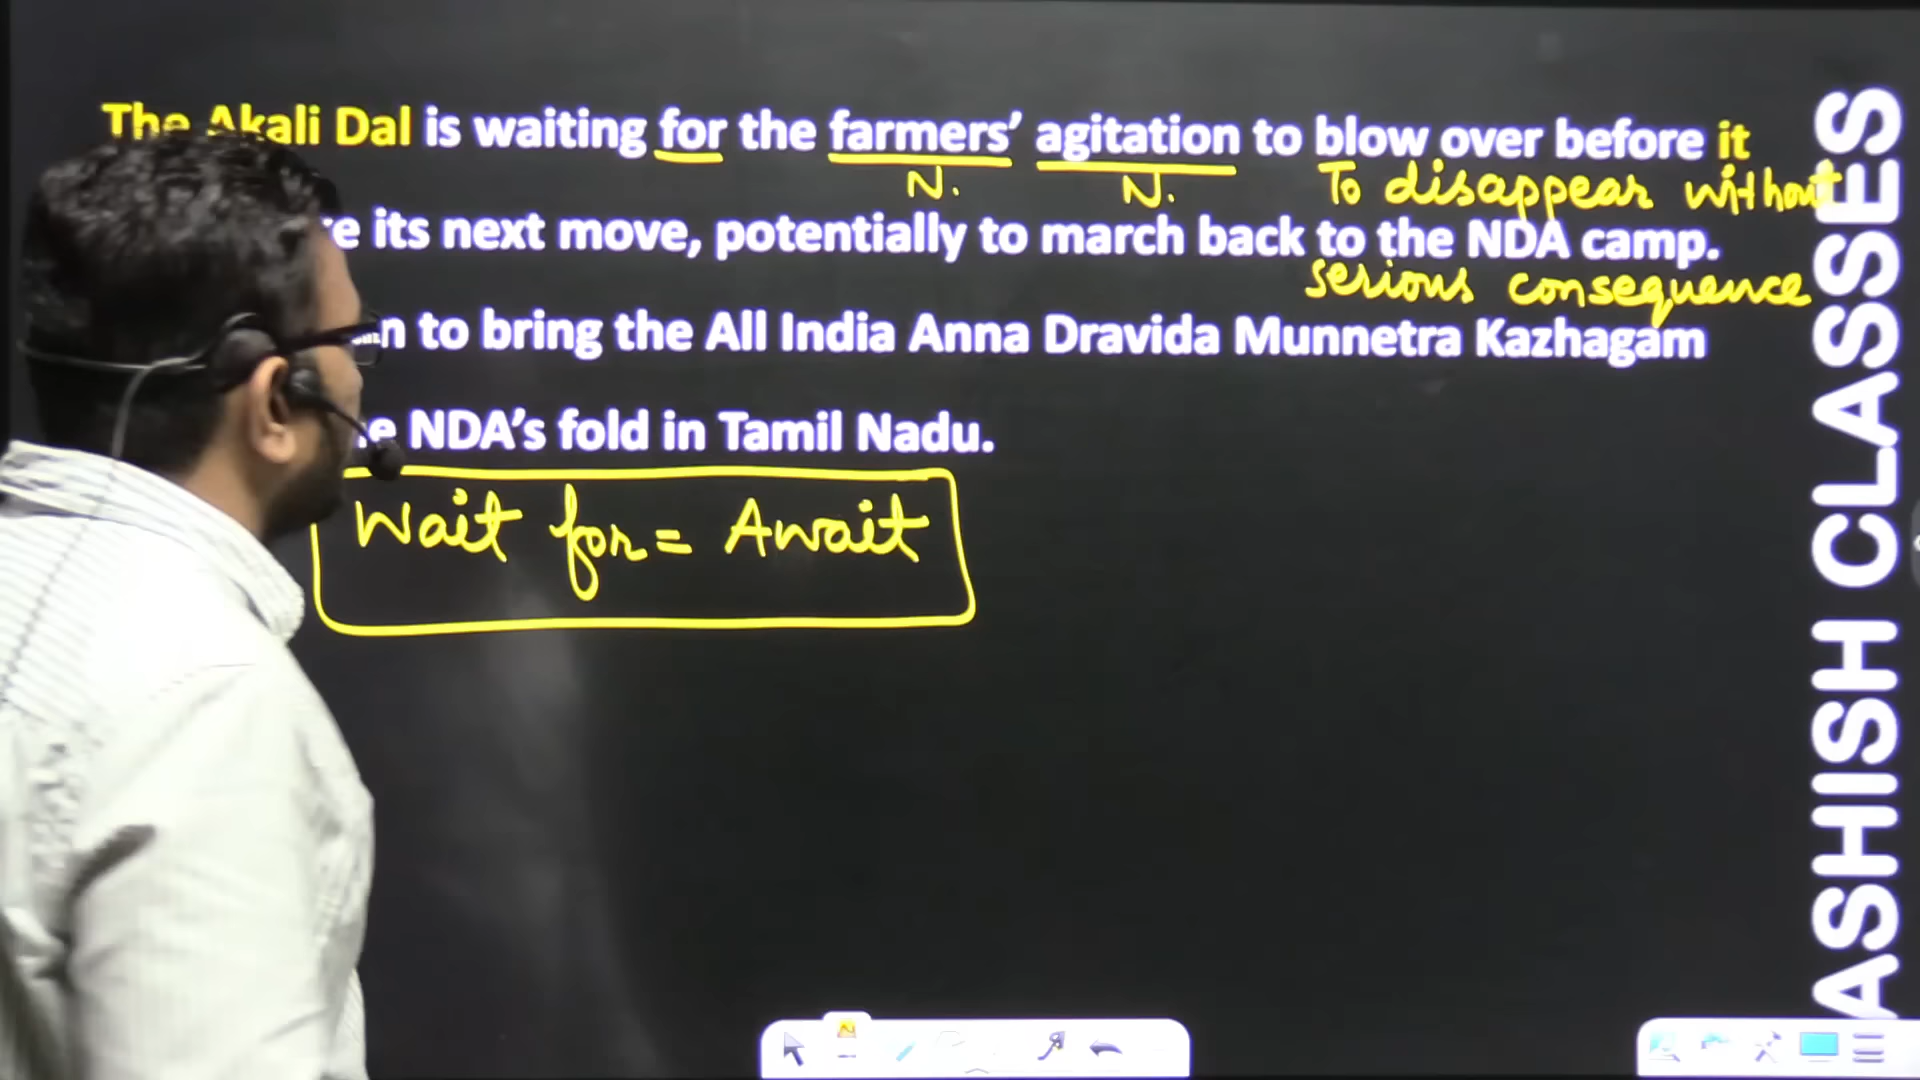 The Akali Dal is waiting for the farmers' agitation to blow over before it
N. N. To disappear without
its next move, potentially to march back to the NDA camp.
serious consequence
to bring the All India Anna Dravida Munnetra Kazhagam
NDA's fold in Tamil Nadu.
Wait for = Await
ASHISH CLASSES